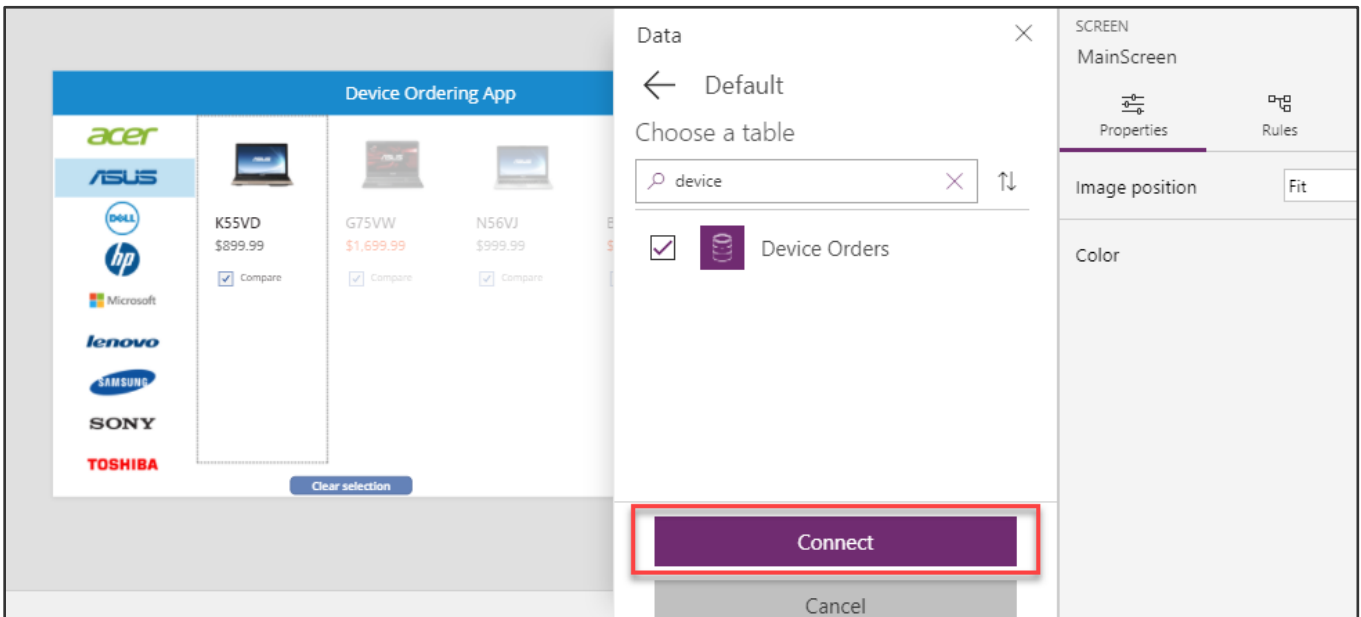 Device Ordering App
acer
ASUS
DELL
hp
Microsoft
lenovo
SAMSUNG
SONY
TOSHIBA
K55VD
$899.99
Compare
G75VW
$1,699.99
Compare
N56VJ
$999.99
Compare
Clear selection
Data
Default
Choose a table
device
Device Orders
Connect
Cancel
SCREEN
MainScreen
Properties
Rules
Image position
Fit
Color